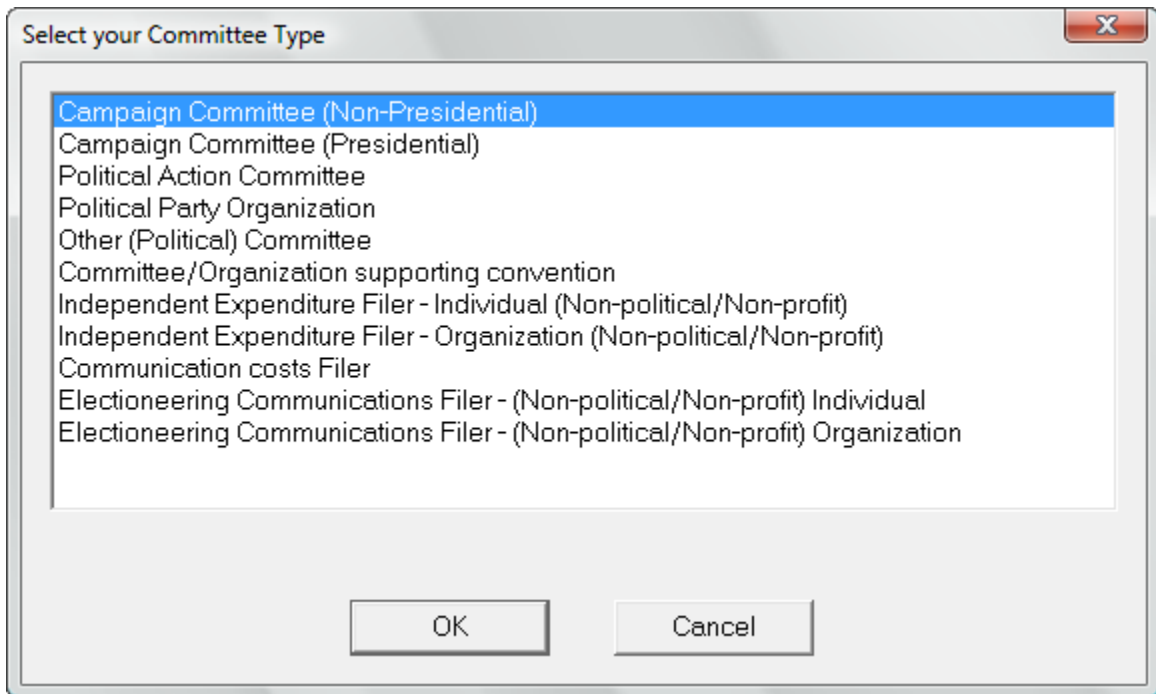 Select your Committee Type
Campaign Committee (Non-Presidential)
Campaign Committee (Presidential)
Political Action Committee
Political Party Organization
Other (Political) Committee
Committee/Organization supporting convention
Independent Expenditure Filer - Individual (Non-political/Non-profit)
Independent Expenditure Filer - Organization (Non-political/Non-profit)
Communication costs Filer
Electioneering Communications Filer - (Non-political/Non-profit) Individual
Electioneering Communications Filer - (Non-political/Non-profit) Organization
OK Cancel